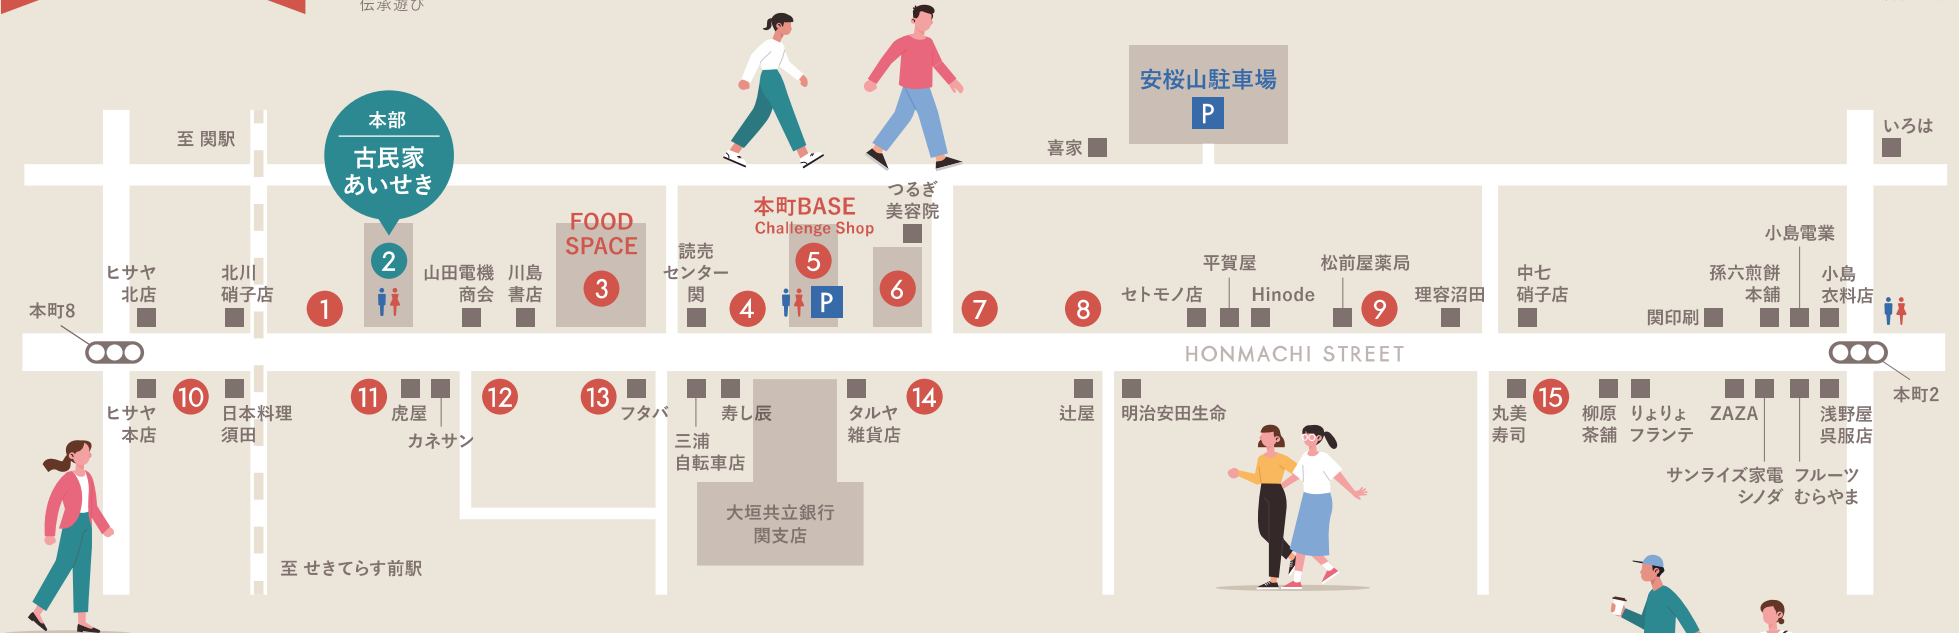 伝承遊び
安桜山駐車場
P
至 関駅
本部
古民家
あいせき
喜家
いろは
つるぎ
美容院
FOOD
SPACE
本町BASE
Challenge Shop
小島電業
ヒサヤ
北店
北川
硝子店
1
2
山田電機
商会
川島
書店
3
読売
センター
関
4
5
P
6
7
8
セトモノ店
平賀屋
Hinode
松前屋薬局
9
理容沼田
中七
硝子店
関印刷
孫六煎餅
本舗
小島
衣料店
本町8
HONMACHI STREET
本町2
ヒサヤ
本店
10
日本料理
須田
11
虎屋
カネサン
12
13
フタバ
三浦
自転車店
寿し辰
タルヤ
雑貨店
14
辻屋
明治安田生命
丸美
寿司
15
柳原
茶舗
りょりょ
フランテ
ZAZA
サンライズ家電
シノダ
フルーツ
むらやま
浅野屋
呉服店
大垣共立銀行
関支店
至 せきてらす前駅